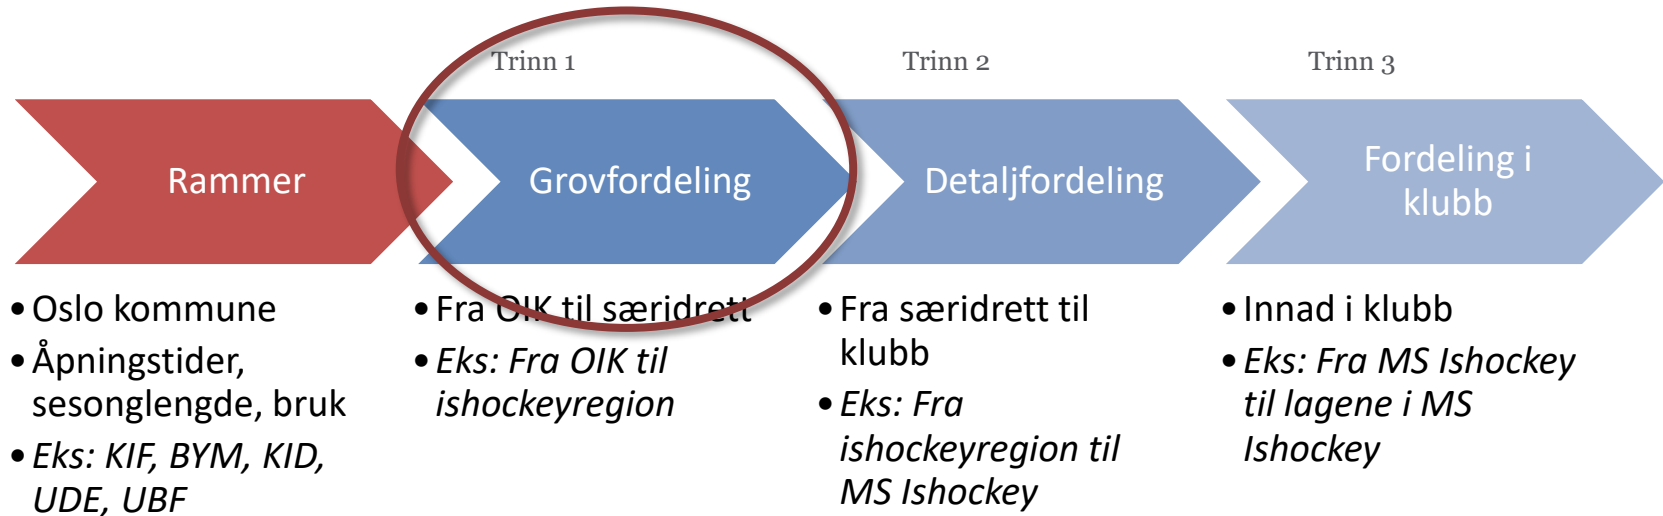 Trinn 1
Trinn 2
Trinn 3
Rammer
Grovfordeling
Detaljfordeling
Fordeling i
klubb
• Oslo kommune
• Åpningstider,
sesonglengde, bruk
• Eks: KIF, BYM, KID,
UDE, UBF
• Fra OIK til særidrett
• Eks: Fra OIK til
ishockeyregion
• Fra særidrett til
klubb
• Eks: Fra
ishockeyregion til
MS Ishockey
• Innad i klubb
• Eks: Fra MS Ishockey
til lagene i MS
Ishockey